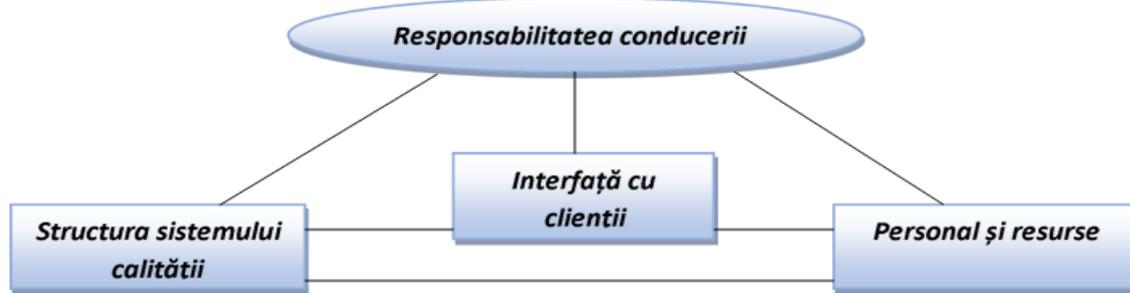 Responsabilitatea conducerii
Interfață cu
clienții
Structura sistemului
calității
Personal și resurse